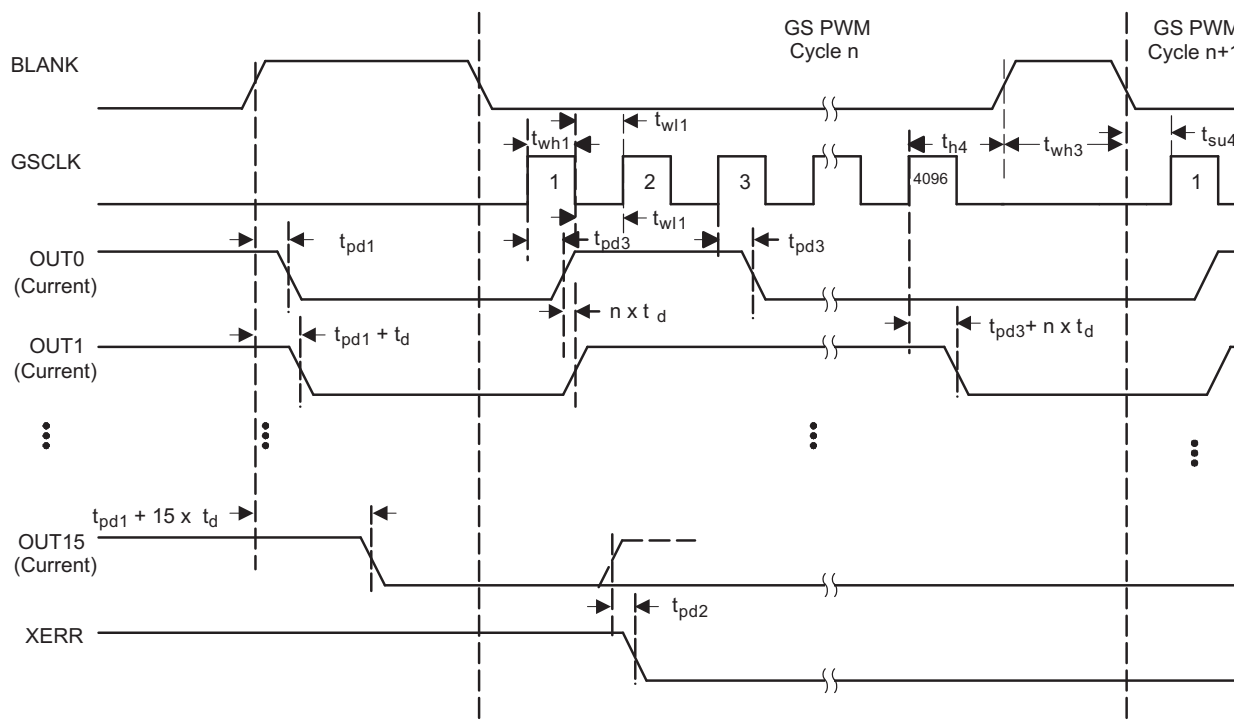 GS PWM
Cycle n
GS PWM
Cycle n+1
BLANK
t_wh1
t_wl1
t_h4
t_wh3
t_su4
GSCLK
1
2
3
4096
1
t_wl1
t_pd1
t_pd3
t_pd3
OUT0
(Current)
n x t_d
t_pd1 + t_d
t_pd3 + n x t_d
OUT1
(Current)
t_pd1 + 15 x t_d
OUT15
(Current)
t_pd2
XERR